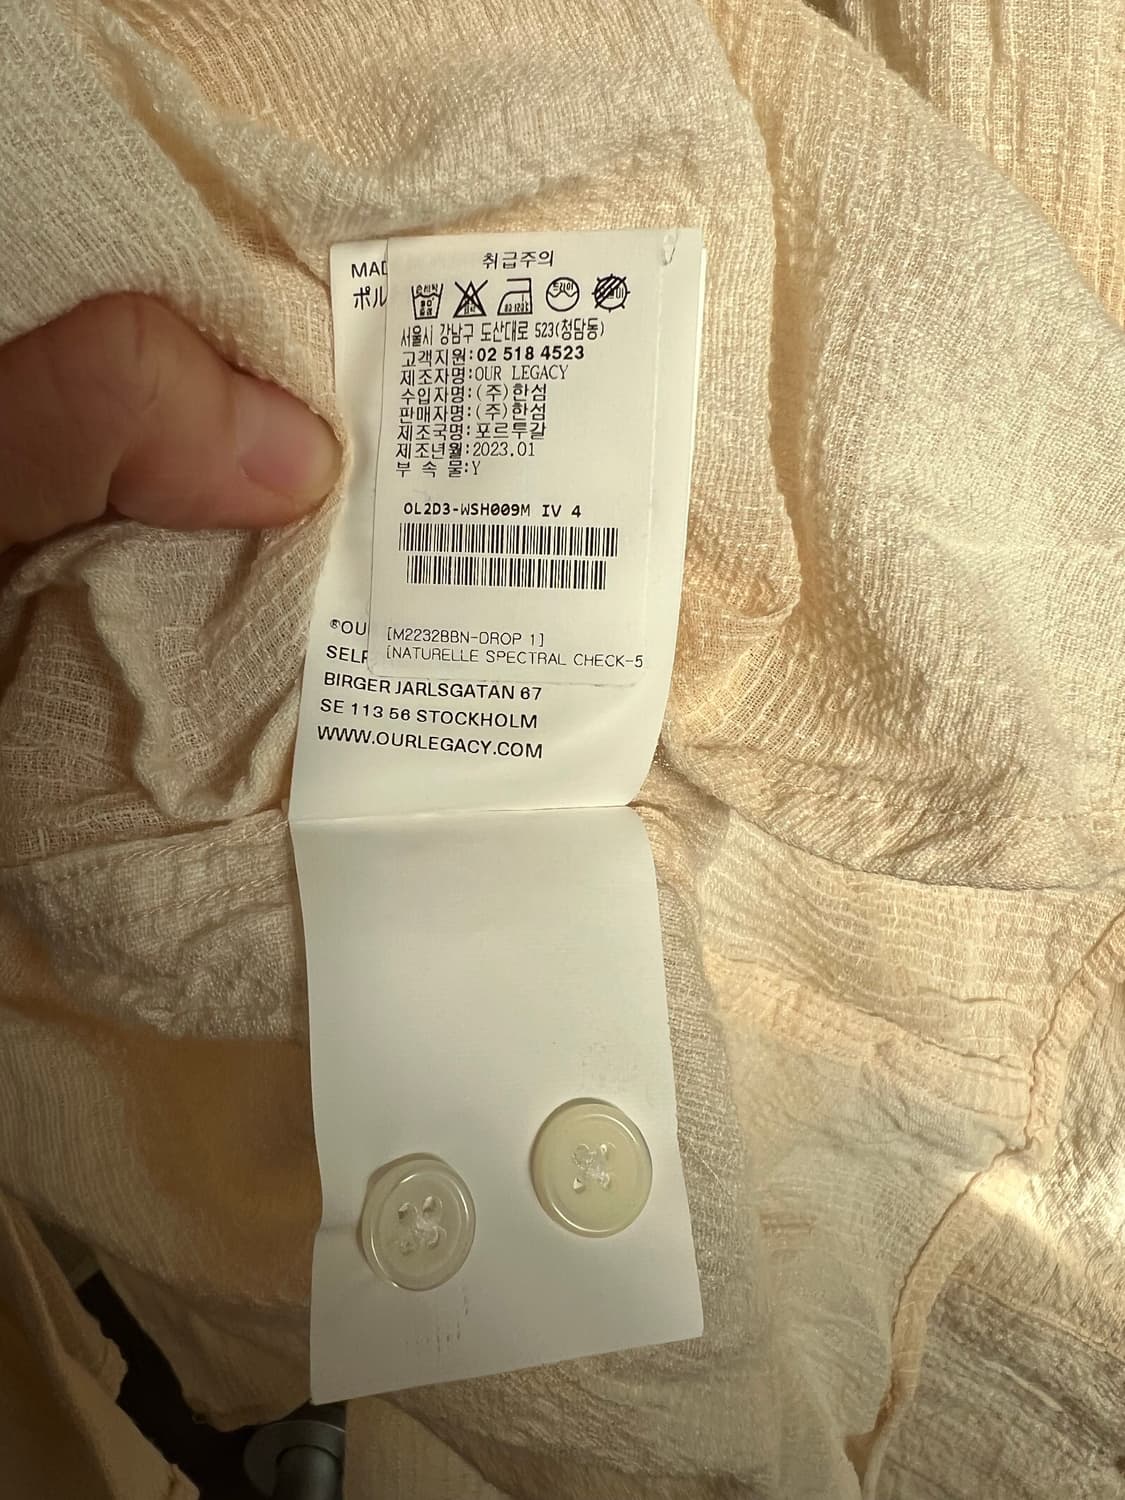 MAD
ポル
취급주의
서울시 강남구 도산대로 523(청담동)
고객지원:02 518 4523
제조자명:OUR LEGACY
수입자명:(주)한섬
판매자명:(주)한섬
제조국명:포르투갈
제조년월:2023.01
부 속 물:Y
OL2D3-WSH009M IV 4
[M2232BBN-DROP 1]
[NATURELLE SPECTRAL CHECK-5
®OU
SELF
BIRGER JARLSGATAN 67
SE 113 56 STOCKHOLM
WWW.OURLEGACY.COM